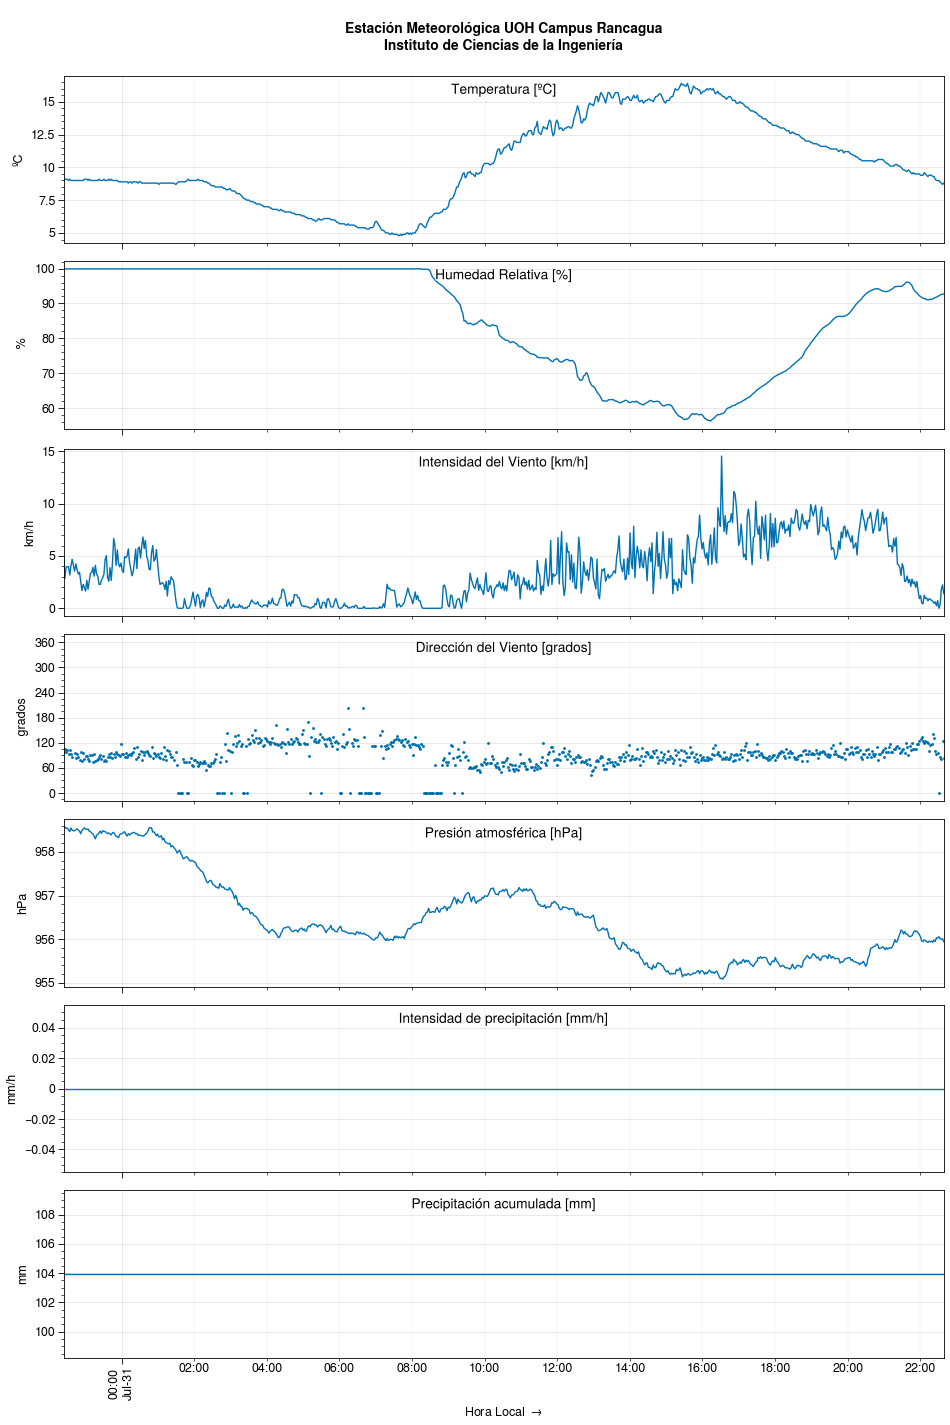 Estación Meteorológica UOH Campus Rancagua
Instituto de Ciencias de la Ingeniería
Temperatura [ºC]
15
12.5
10
7.5
5
ºC
Humedad Relativa [%]
100
90
80
70
60
%
Intensidad del Viento [km/h]
15
10
5
0
km/h
Dirección del Viento [grados]
360
300
240
180
120
60
0
grados
Presión atmosférica [hPa]
958
957
956
955
hPa
Intensidad de precipitación [mm/h]
0.04
0.02
0
−0.02
−0.04
mm/h
Precipitación acumulada [mm]
108
106
104
102
100
mm
00:00
Jul-31
02:00 04:00 06:00 08:00 10:00 12:00 14:00 16:00 18:00 20:00 22:00
Hora Local →